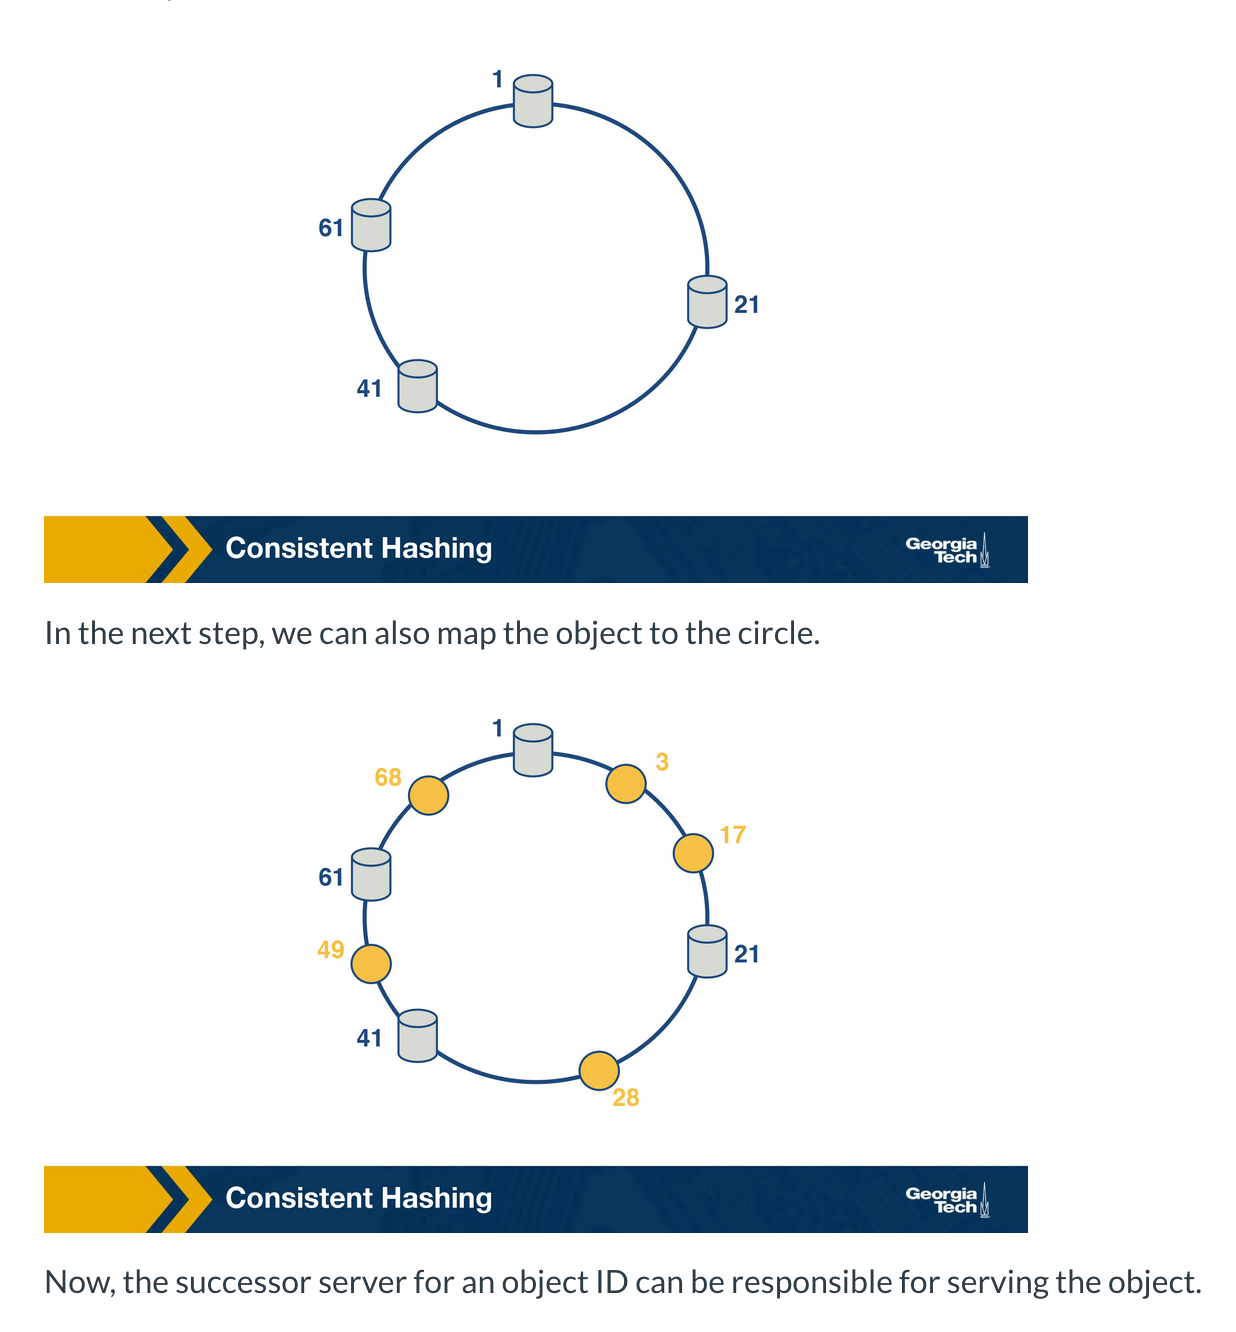 1
61
21
41
Consistent Hashing
Georgia
Tech
In the next step, we can also map the object to the circle.
1
3
68
17
61
49
21
41
28
Consistent Hashing
Georgia
Tech
Now, the successor server for an object ID can be responsible for serving the object.